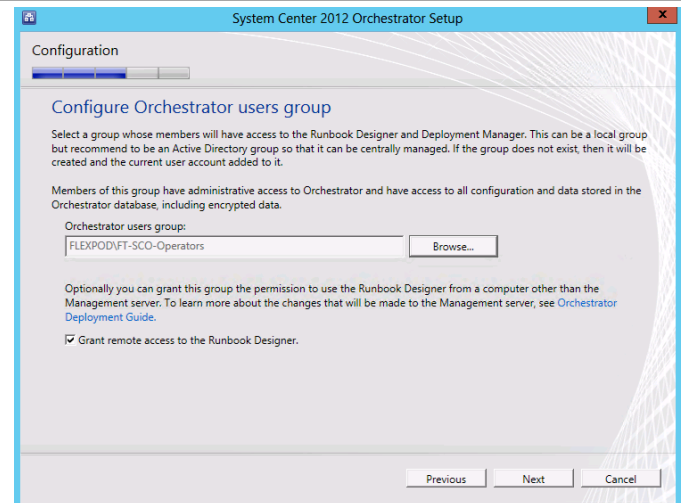 System Center 2012 Orchestrator Setup
x
Configuration
Configure Orchestrator users group
Select a group whose members will have access to the Runbook Designer and Deployment Manager. This can be a local group
but recommend to be an Active Directory group so that it can be centrally managed. If the group does not exist, then it will be
created and the current user account added to it.
Members of this group have administrative access to Orchestrator and have access to all configuration and data stored in the
Orchestrator database, including encrypted data.
Orchestrator users group:
FLEXPOD\FT-SCO-Operators
Browse...
Optionally you can grant this group the permission to use the Runbook Designer from a computer other than the
Management server. To learn more about the changes that will be made to the Management server, see Orchestrator
Deployment Guide.
Grant remote access to the Runbook Designer.
Previous
Next
Cancel